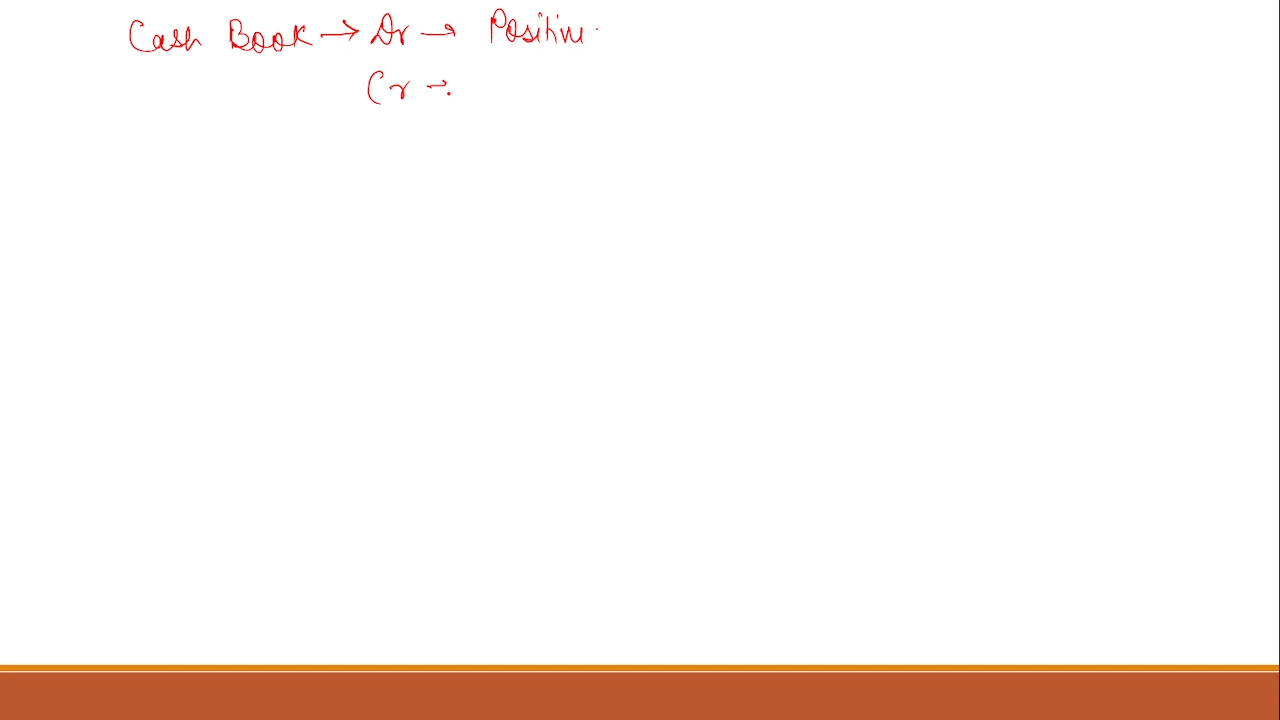 Cash Book → Dr → Positive
Cr →